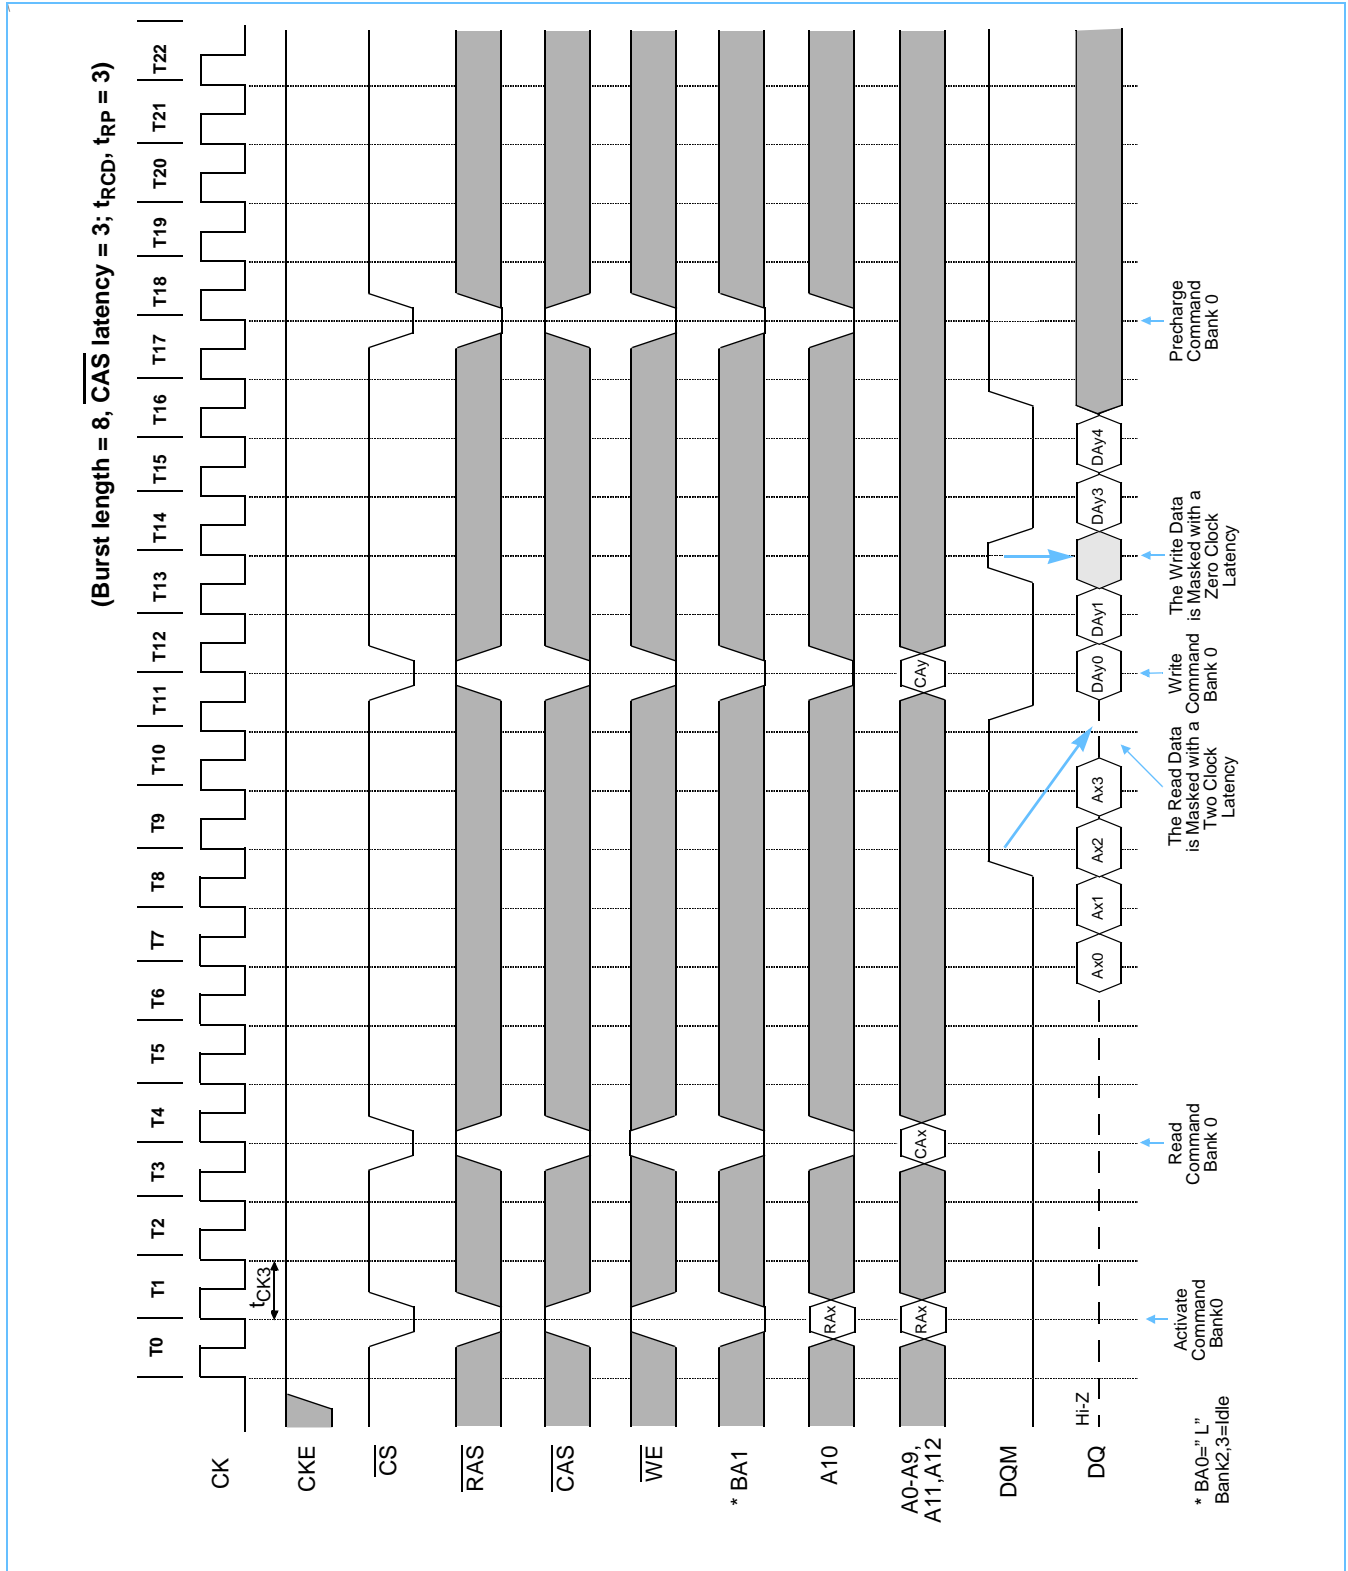 (Burst length = 8, CAS latency = 3; tRCD, tRP = 3)
T0 T1 T2 T3 T4 T5 T6 T7 T8 T9 T10 T11 T12 T13 T14 T15 T16 T17 T18 T19 T20 T21 T22
CK
tCK3
CKE
CS
RAS
CAS
WE
* BA1
A10
RAx
A0-A9,
A11,A12
RAx CAx CAy
DQM
DQ
Hi-Z
Ax0 Ax1 Ax2 Ax3 DAy0 DAy1 DAy3 DAy4
Activate
Command
Bank0
Read
Command
Bank 0
The Read Data
is Masked with a
Two Clock
Latency
Write
Command
Bank 0
The Write Data
is Masked with a
Zero Clock
Latency
Precharge
Command
Bank 0
* BA0=” L”
Bank2,3=Idle